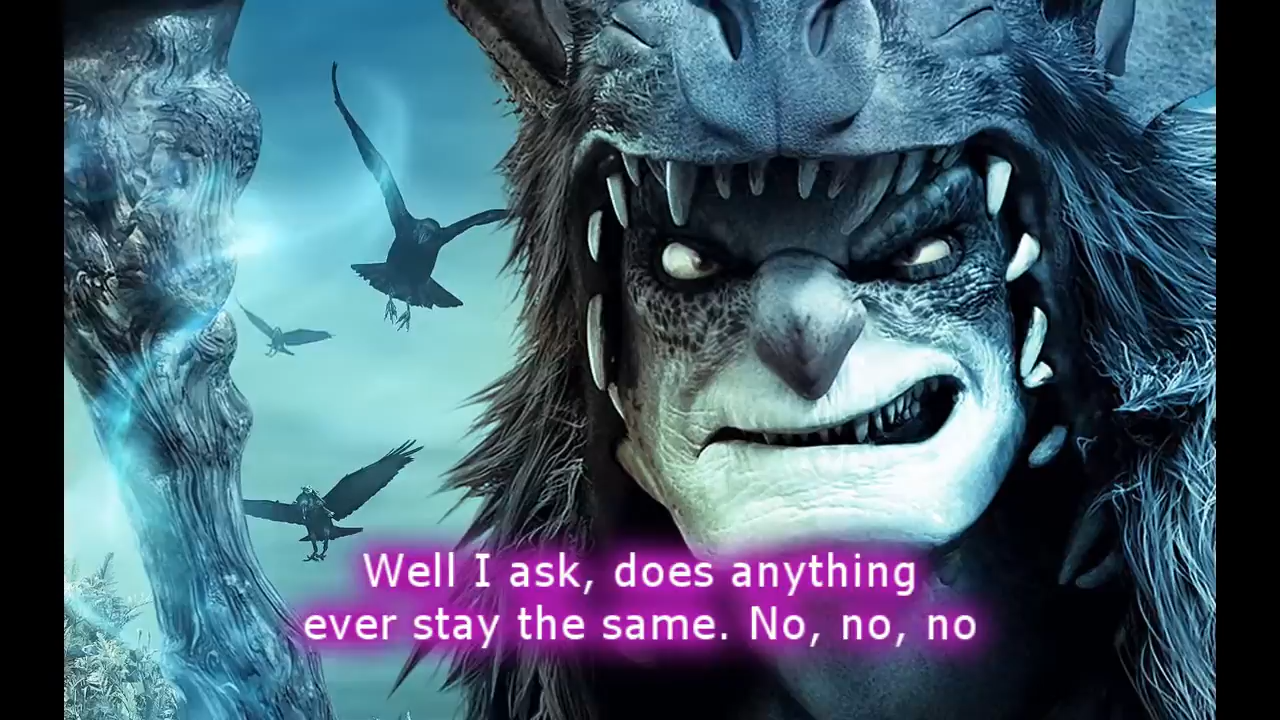 Well I ask, does anything
ever stay the same. No, no, no